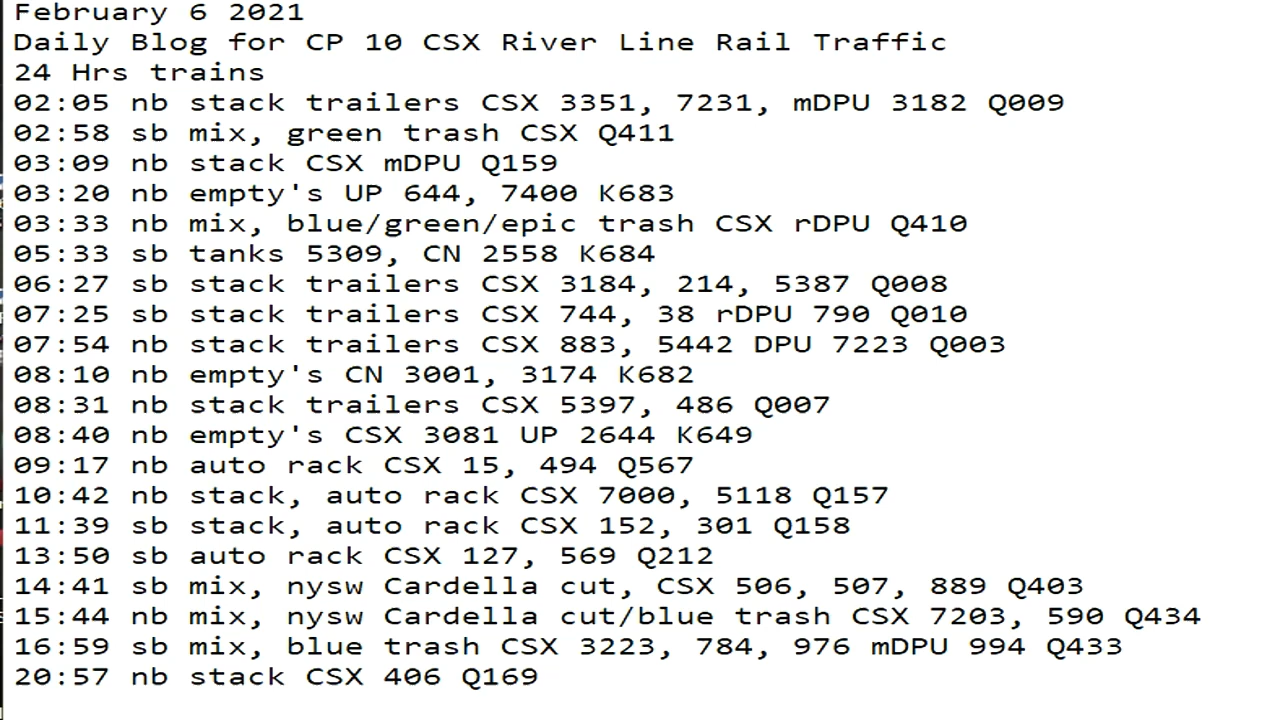 February 6 2021
Daily Blog for CP 10 CSX River Line Rail Traffic
24 Hrs trains
02:05 nb stack trailers CSX 3351, 7231, mDPU 3182 Q009
02:58 sb mix, green trash CSX Q411
03:09 nb stack CSX mDPU Q159
03:20 nb empty's UP 644, 7400 K683
03:33 nb mix, blue/green/epic trash CSX rDPU Q410
05:33 sb tanks 5309, CN 2558 K684
06:27 sb stack trailers CSX 3184, 214, 5387 Q008
07:25 sb stack trailers CSX 744, 38 rDPU 790 Q010
07:54 nb stack trailers CSX 883, 5442 DPU 7223 Q003
08:10 nb empty's CN 3001, 3174 K682
08:31 nb stack trailers CSX 5397, 486 Q007
08:40 nb empty's CSX 3081 UP 2644 K649
09:17 nb auto rack CSX 15, 494 Q567
10:42 nb stack, auto rack CSX 7000, 5118 Q157
11:39 sb stack, auto rack CSX 152, 301 Q158
13:50 sb auto rack CSX 127, 569 Q212
14:41 sb mix, nysw Cardella cut, CSX 506, 507, 889 Q403
15:44 nb mix, nysw Cardella cut/blue trash CSX 7203, 590 Q434
16:59 sb mix, blue trash CSX 3223, 784, 976 mDPU 994 Q433
20:57 nb stack CSX 406 Q169